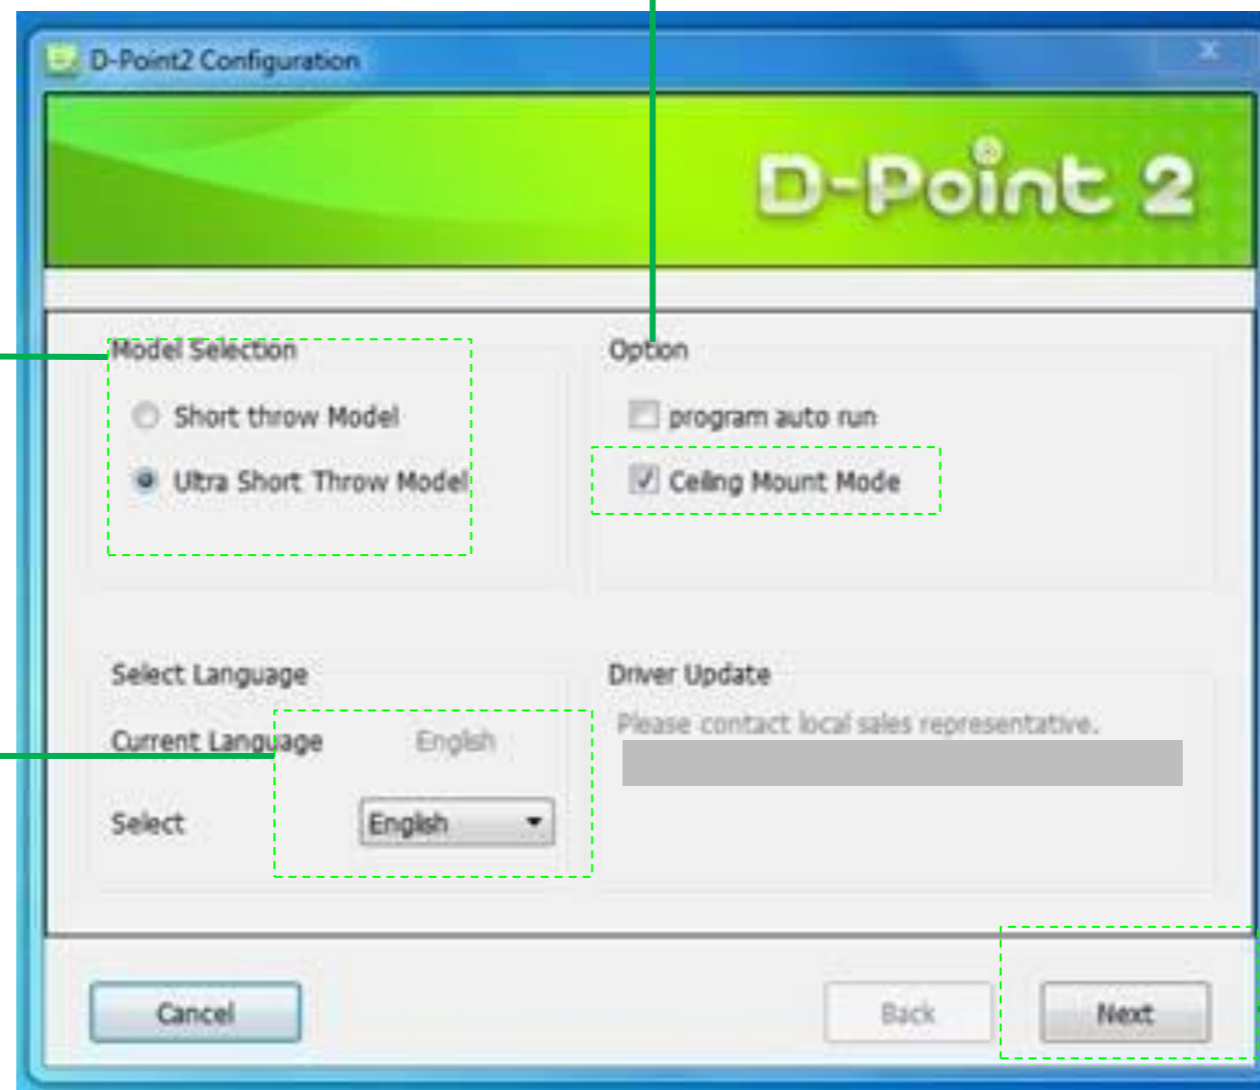 D-Point2 Configuration
D-Point 2
Model Selection
Short throw Model
Ultra Short Throw Model
Option
program auto run
Ceiling Mount Mode
Select Language
Current Language English
Select English
Driver Update
Please contact local sales representative.
Cancel
Back
Next